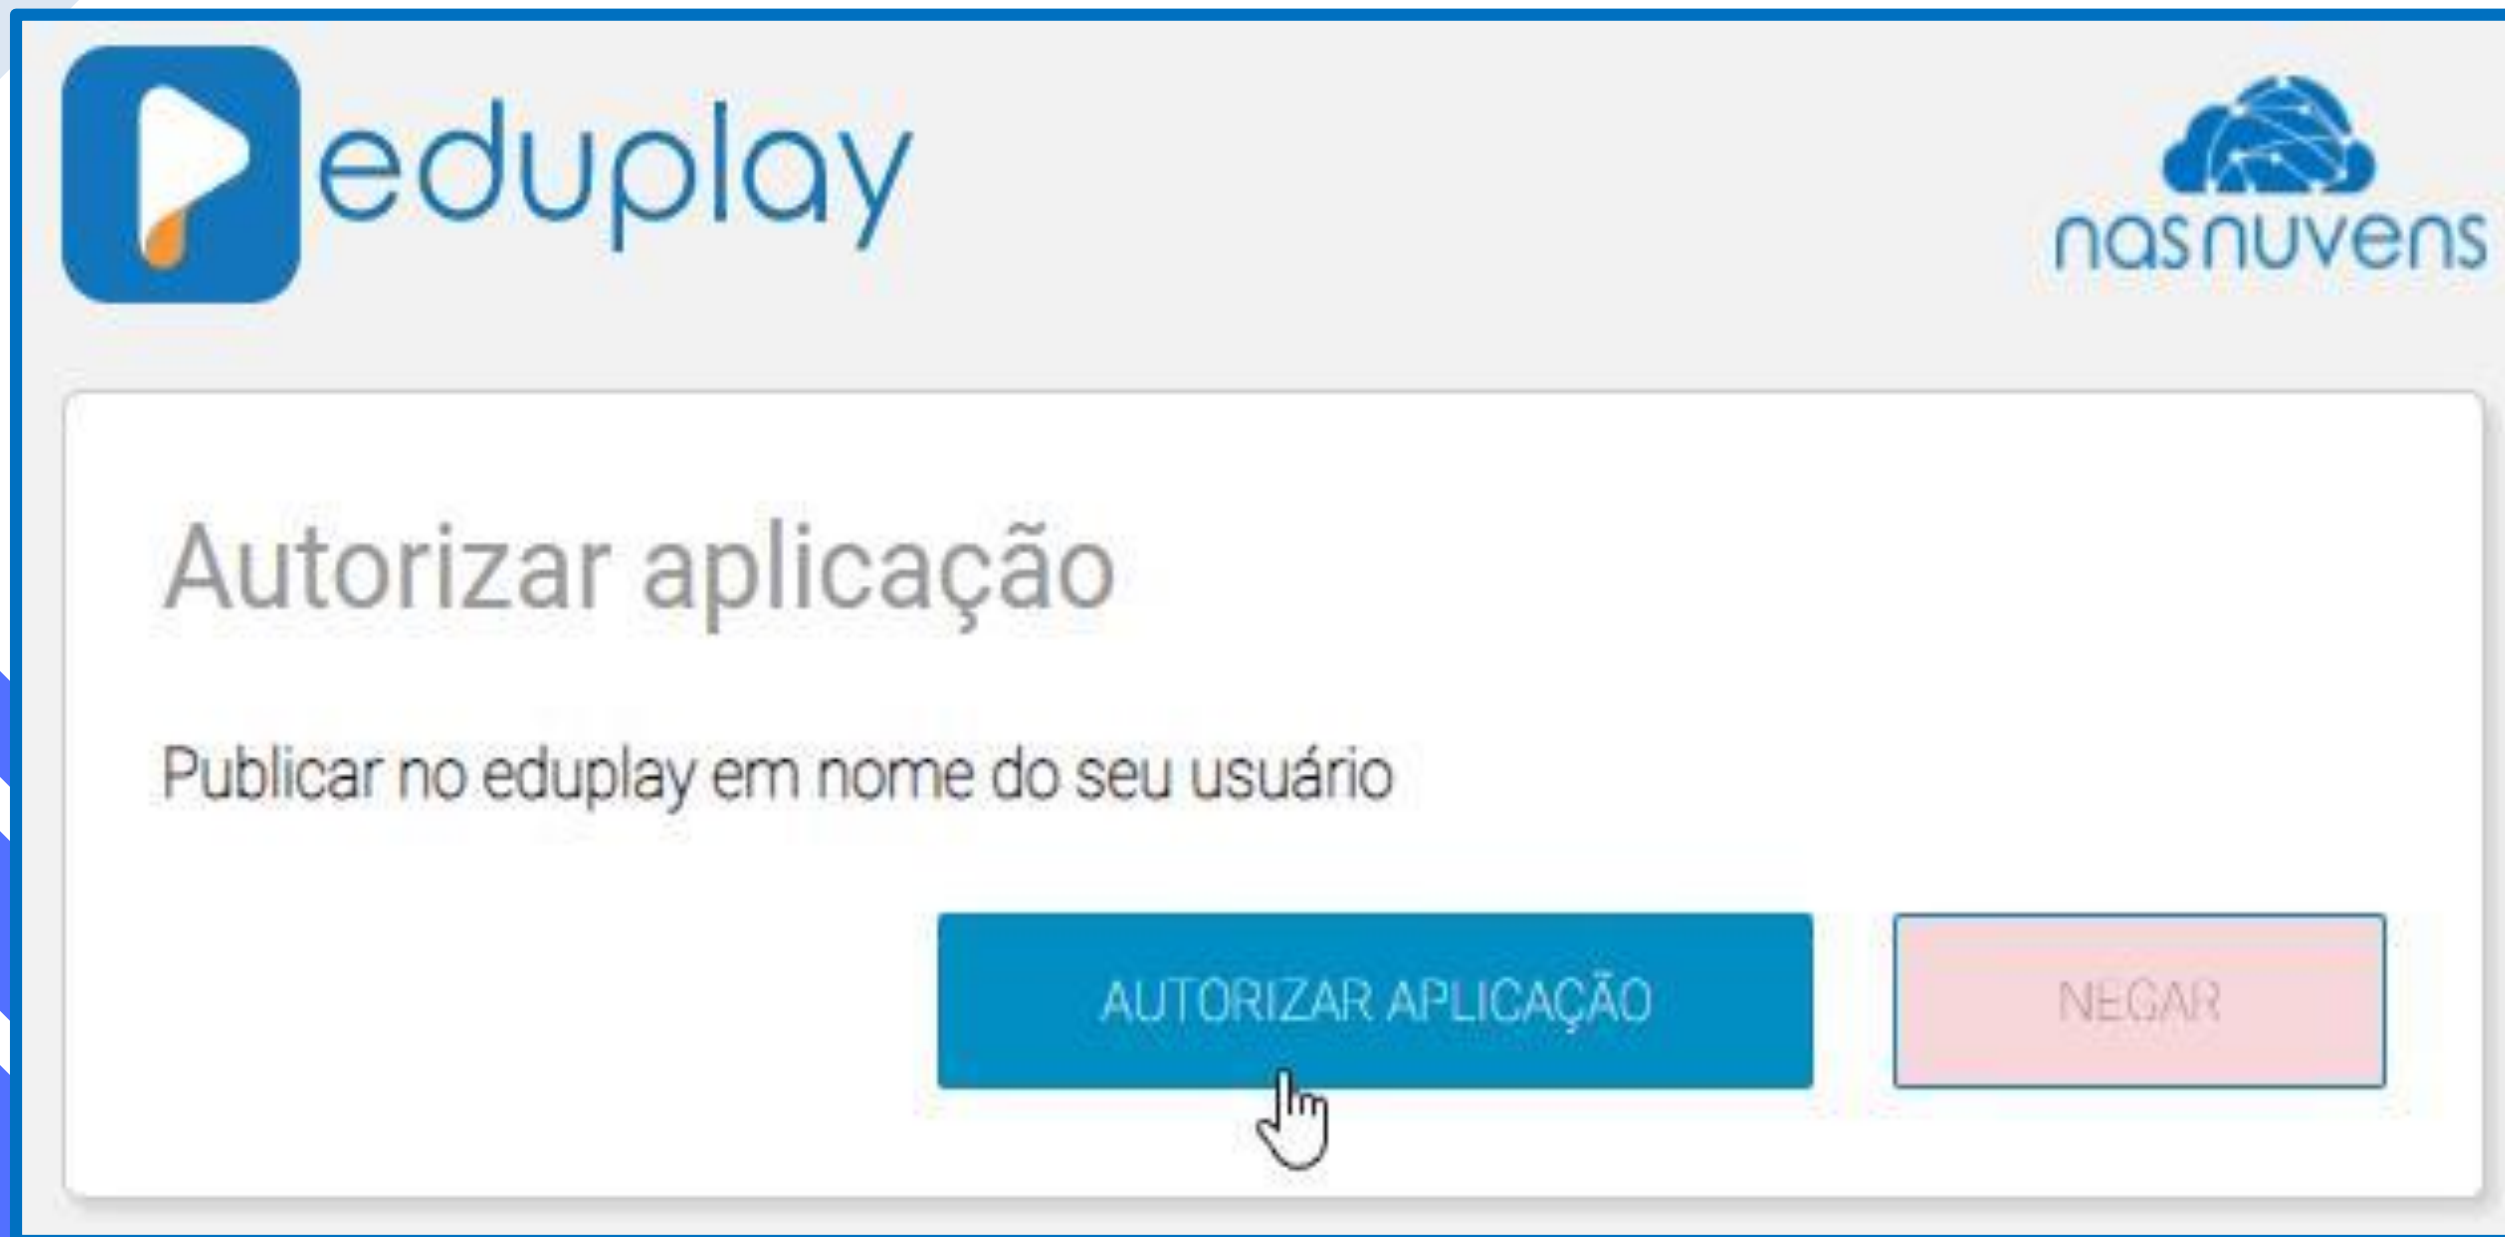 eduplay
nasnuvens
Autorizar aplicação
Publicar no eduplay em nome do seu usuário
AUTORIZAR APLICAÇÃO
NEGAR